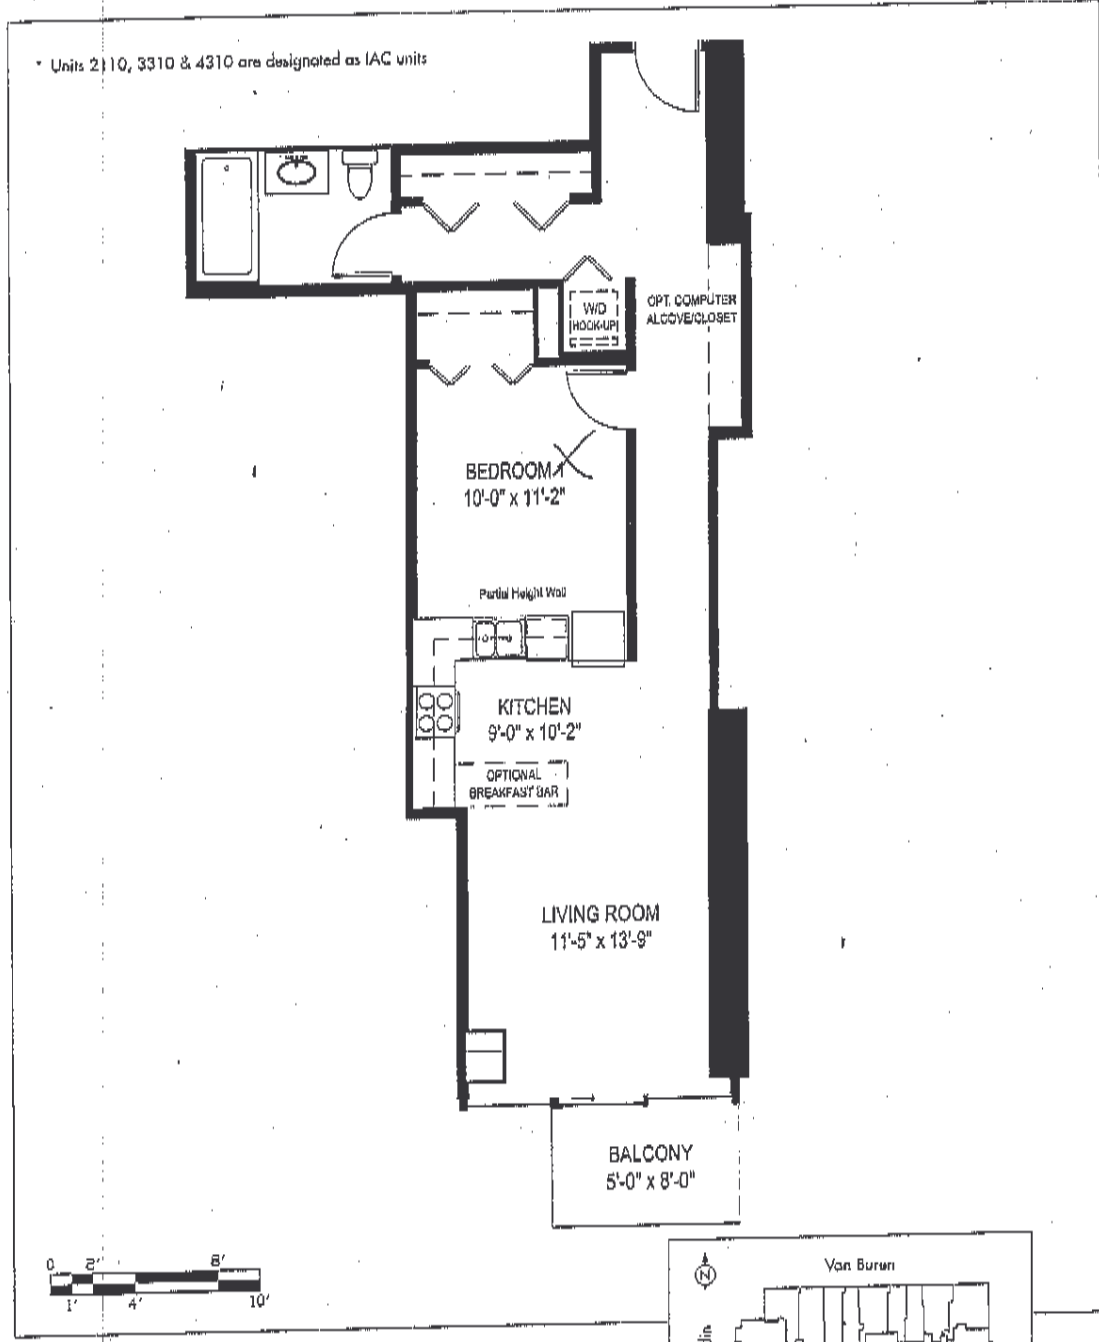 * Units 2110, 3310 & 4310 are designated as IAC units
W/D
HOOK-UP
OPT. COMPUTER
ALCOVE/CLOSET
BEDROOM 1
10'-0" x 11'-2"
Partial Height Wall
KITCHEN
9'-0" x 10'-2"
OPTIONAL
BREAKFAST BAR
LIVING ROOM
11'-5" x 13'-9"
BALCONY
5'-0" x 8'-0"
0 2' 8'
1' 4' 10'
N
Van Buren